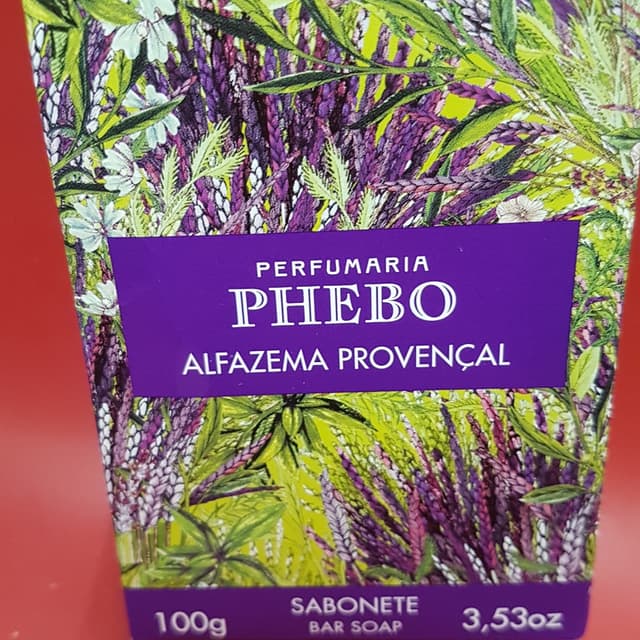 PERFUMARIA
PHEBO
ALFAZEMA PROVENÇAL
100g
SABONETE
BAR SOAP
3,53oz